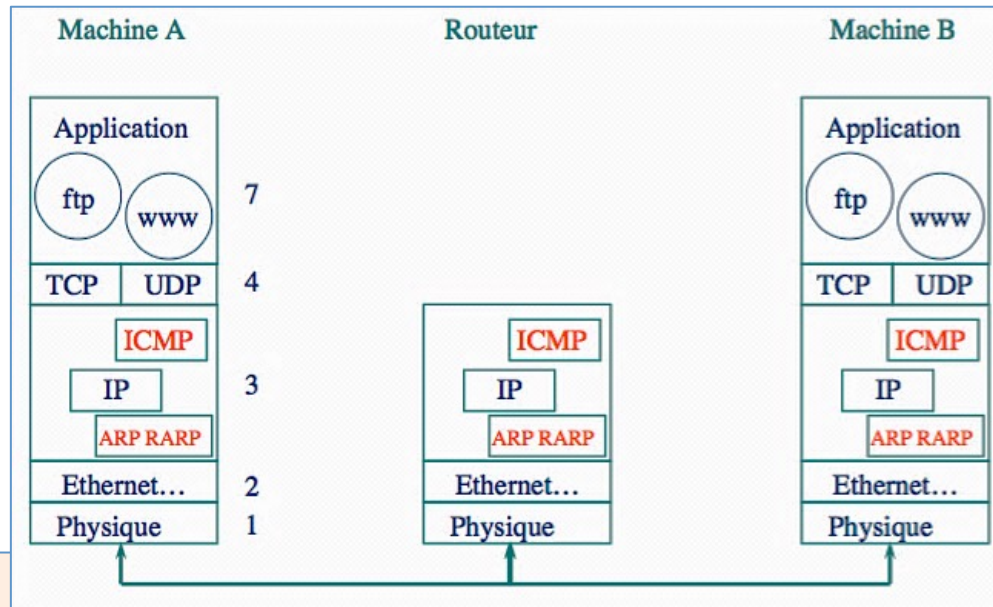 Machine A Routeur Machine B
Application Application
ftp www 7 ftp www
TCP UDP 4 TCP UDP
ICMP ICMP ICMP
IP 3 IP IP
ARP RARP ARP RARP ARP RARP
Ethernet... 2 Ethernet... Ethernet...
Physique 1 Physique Physique